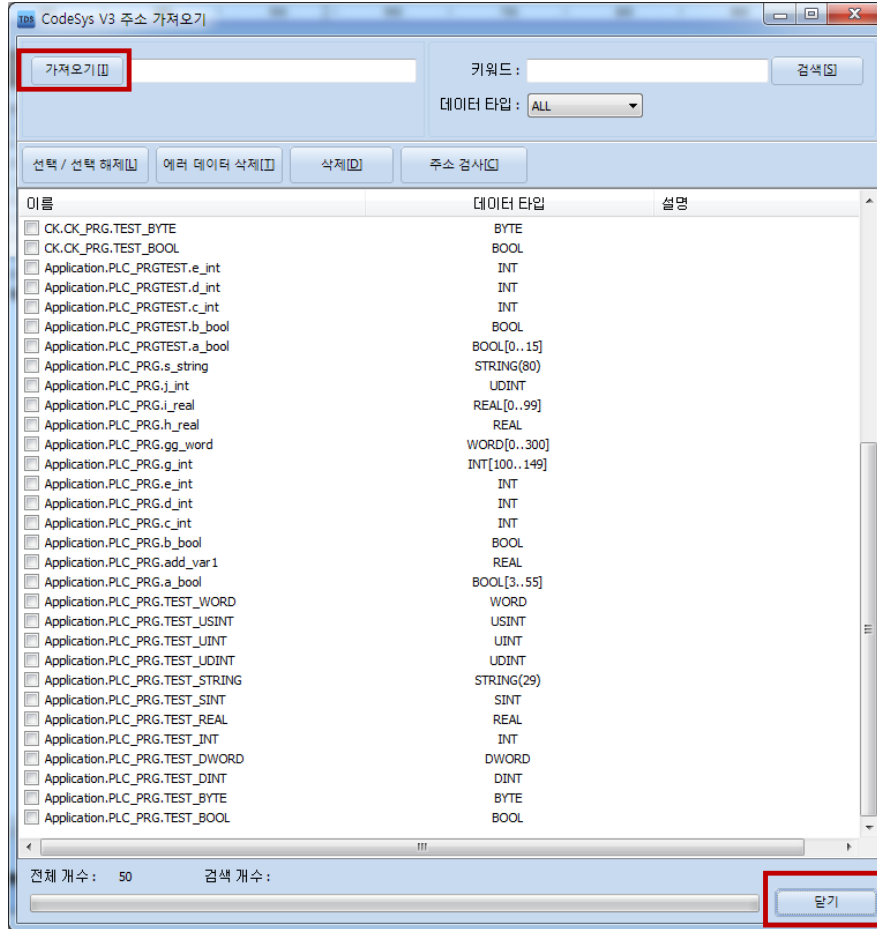 TDS CodeSys V3 주소 가져오기
가져오기[I] 키워드 : 검색[S]
데이터 타입 : ALL
선택 / 선택 해제[L] 에러 데이터 삭제[T] 삭제[D] 주소 검사[C]
이름 데이터 타입 설명
CK.CK_PRG.TEST_BYTE BYTE
CK.CK_PRG.TEST_BOOL BOOL
Application.PLC_PRGTEST.e_int INT
Application.PLC_PRGTEST.d_int INT
Application.PLC_PRGTEST.c_int INT
Application.PLC_PRGTEST.b_bool BOOL
Application.PLC_PRGTEST.a_bool BOOL[0..15]
Application.PLC_PRG.s_string STRING(80)
Application.PLC_PRG.j_int UDINT
Application.PLC_PRG.i_real REAL[0..99]
Application.PLC_PRG.h_real REAL
Application.PLC_PRG.gg_word WORD[0..300]
Application.PLC_PRG.g_int INT[100..149]
Application.PLC_PRG.e_int INT
Application.PLC_PRG.d_int INT
Application.PLC_PRG.c_int INT
Application.PLC_PRG.b_bool BOOL
Application.PLC_PRG.add_var1 REAL
Application.PLC_PRG.a_bool BOOL[3..55]
Application.PLC_PRG.TEST_WORD WORD
Application.PLC_PRG.TEST_USINT USINT
Application.PLC_PRG.TEST_UINT UINT
Application.PLC_PRG.TEST_UDINT UDINT
Application.PLC_PRG.TEST_STRING STRING(29)
Application.PLC_PRG.TEST_SINT SINT
Application.PLC_PRG.TEST_REAL REAL
Application.PLC_PRG.TEST_INT INT
Application.PLC_PRG.TEST_DWORD DWORD
Application.PLC_PRG.TEST_DINT DINT
Application.PLC_PRG.TEST_BYTE BYTE
Application.PLC_PRG.TEST_BOOL BOOL
전체 개수 : 50 검색 개수 :
닫기